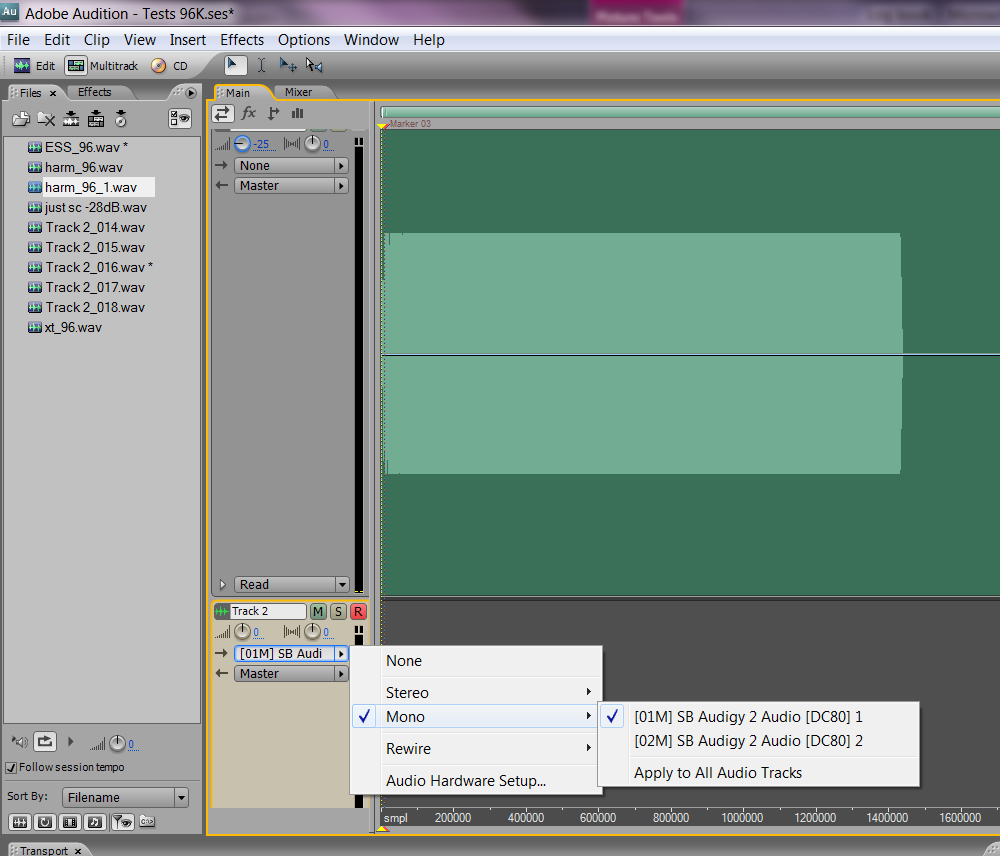 Au Adobe Audition - Tests 96K.ses*
File Edit Clip View Insert Effects Options Window Help
Edit Multitrack CD
Files × Effects
Main Mixer
fx
Marker 03
ESS_96.wav *
harm_96.wav
harm_96_1.wav
just sc -28dB.wav
Track 2_014.wav
Track 2_015.wav
Track 2_016.wav *
Track 2_017.wav
Track 2_018.wav
xt_96.wav
-25 0
None
Master
Read
Track 2 M S R
0 0
[01M] SB Audi
Master
None
Stereo
Mono
Rewire
Audio Hardware Setup...
[01M] SB Audigy 2 Audio [DC80] 1
[02M] SB Audigy 2 Audio [DC80] 2
Apply to All Audio Tracks
0
Follow session tempo
Sort By: Filename
smpl 200000 400000 600000 800000 1000000 1200000 1400000 1600000
Transport ×